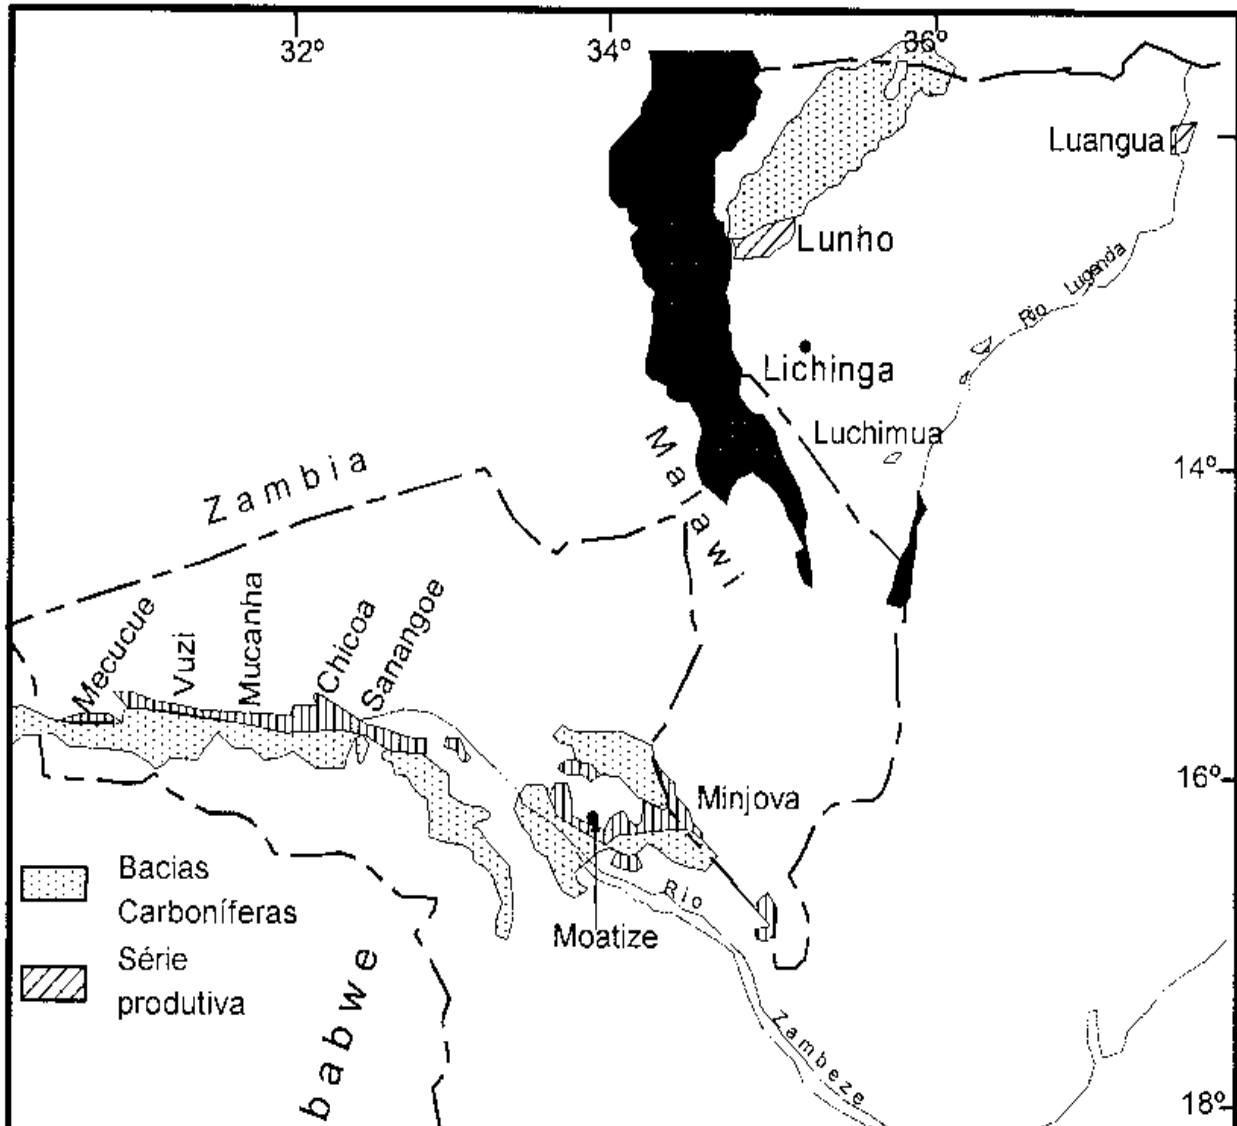 32º
34º
36º
Luangua
Lunho
Rio Lugenda
Lichinga
Luchimua
Malawi
14º
Zambia
Mecucue
Vuzi
Mucanha
Chicoa
Sanangoe
16º
Minjova
Bacias
Carboníferas
Rio
Moatize
Série
produtiva
babwe
Zambeze
18º